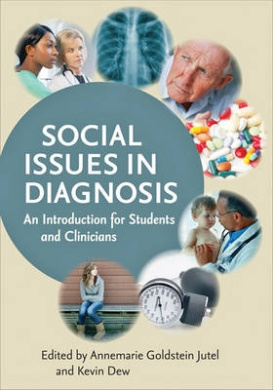 SOCIAL
ISSUES IN
DIAGNOSIS
An Introduction for Students
and Clinicians
Edited by Annemarie Goldstein Jutel
and Kevin Dew